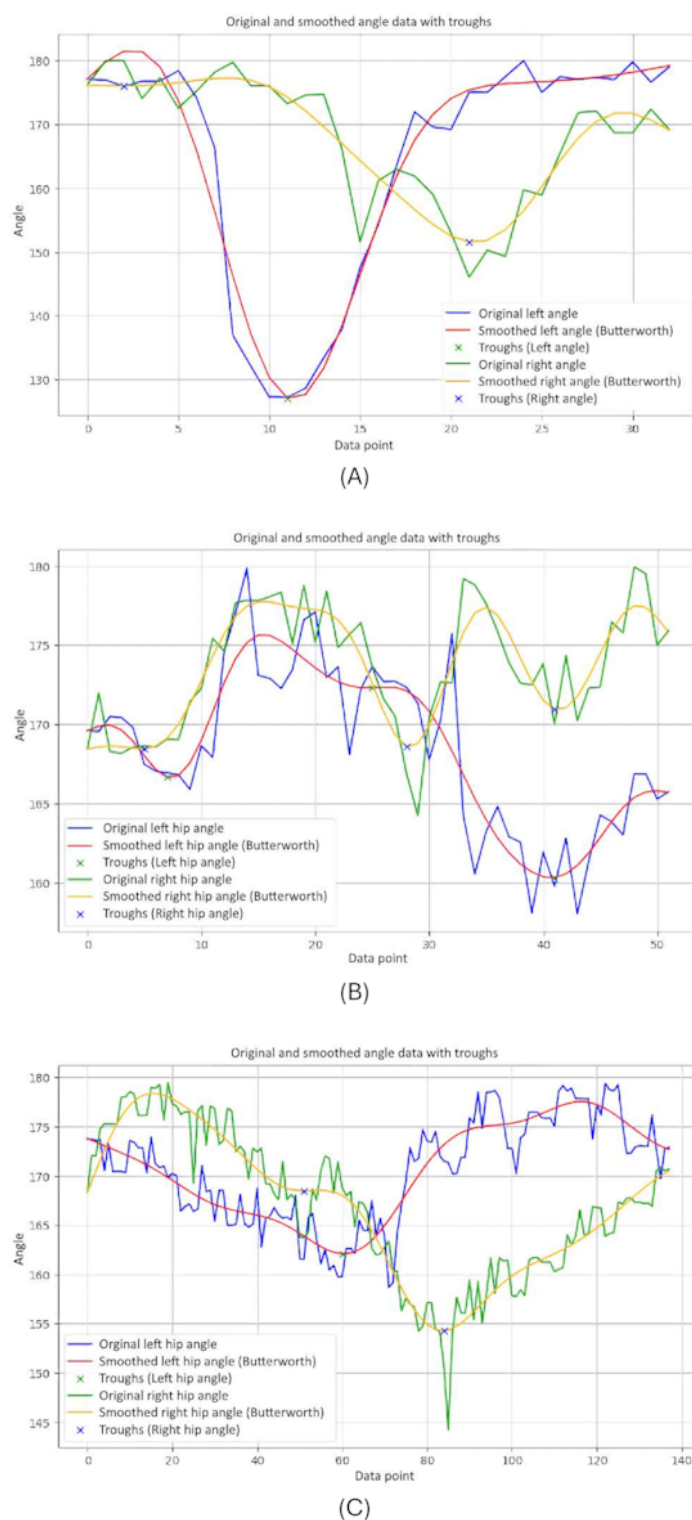 Original and smoothed angle data with troughs
180
170
160
150
140
130
Angle
Original left angle
Smoothed left angle (Butterworth)
Troughs (Left angle)
Original right angle
Smoothed right angle (Butterworth)
Troughs (Right angle)
0 5 10 15 20 25 30
Data point
(A)
Original and smoothed angle data with troughs
180
175
170
165
160
Angle
Original left hip angle
Smoothed left hip angle (Butterworth)
Troughs (Left hip angle)
Original right hip angle
Smoothed right hip angle (Butterworth)
Troughs (Right hip angle)
0 10 20 30 40 50
Data point
(B)
Original and smoothed angle data with troughs
180
175
170
165
160
155
150
145
Angle
Orginal left hip angle
Smoothed left hip angle (Butterworth)
Troughs (Left hip angle)
Original right hip angle
Smoothed right hip angle (Butterworth)
Troughs (Right hip angle)
0 20 40 60 80 100 120 140
Data point
(C)